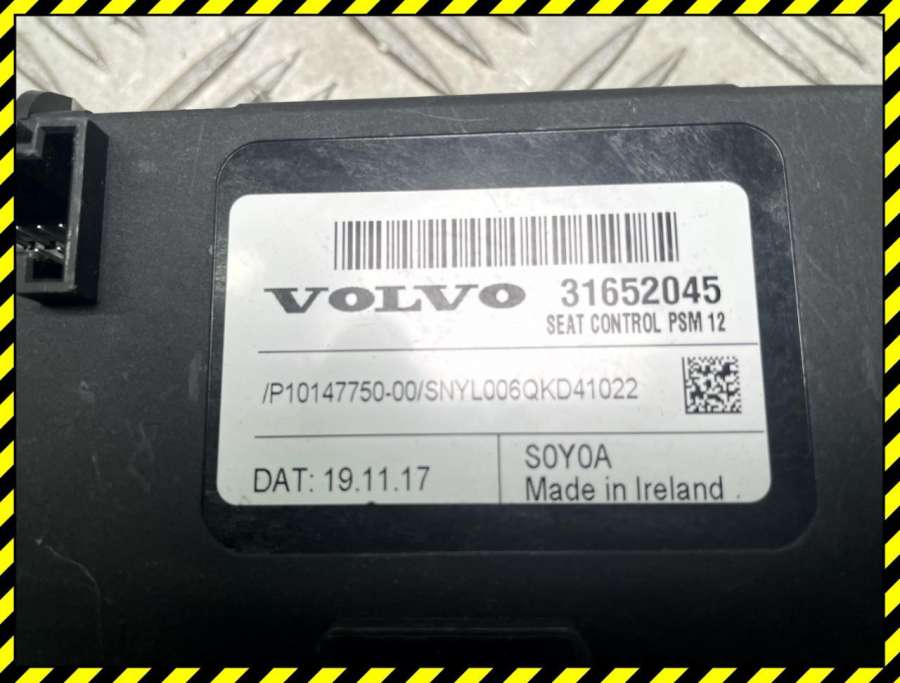 VOLVO 31652045
SEAT CONTROL PSM 12
/P10147750-00/SNYL006QKD41022
DAT: 19.11.17
S0Y0A
Made in Ireland